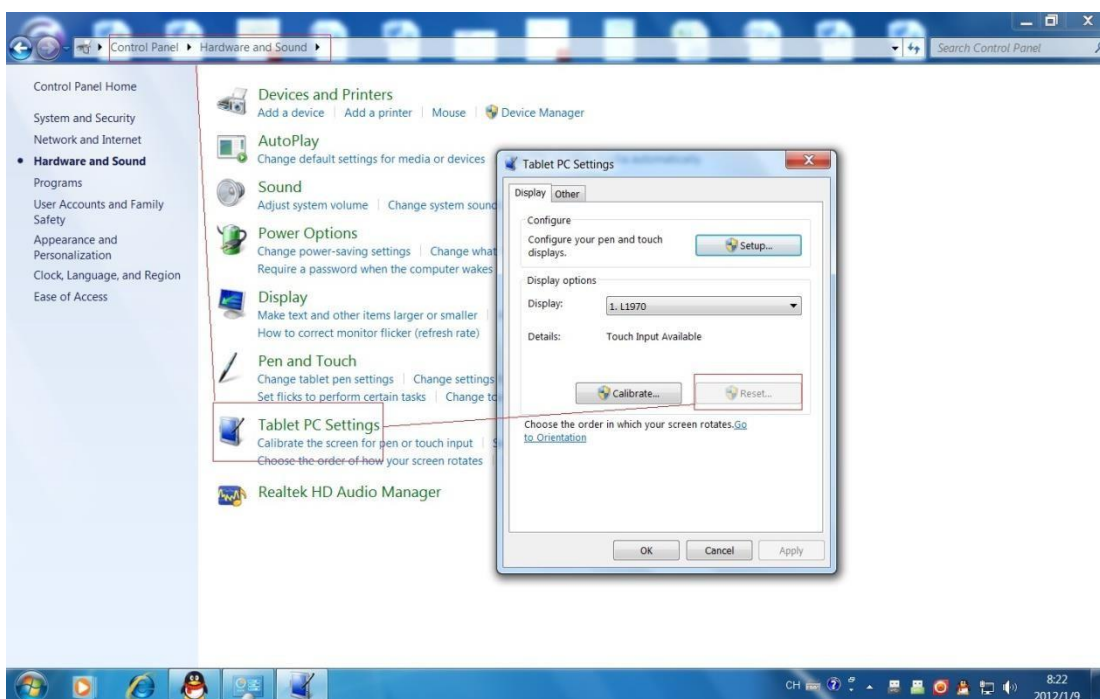 Control Panel ▸ Hardware and Sound ▸
Search Control Panel
Control Panel Home
System and Security
Network and Internet
Hardware and Sound
Programs
User Accounts and Family
Safety
Appearance and
Personalization
Clock, Language, and Region
Ease of Access
Devices and Printers
Add a device Add a printer Mouse Device Manager
AutoPlay
Change default settings for media or devices
Sound
Adjust system volume Change system
Power Options
Change power-saving settings Change what
Require a password when the computer wakes
Display
Make text and other items larger or smaller
How to correct monitor flicker (refresh rate)
Pen and Touch
Change tablet pen settings Change settings
Set flicks to perform certain tasks Change
Tablet PC Settings
Calibrate the screen for pen or touch input
Choose the order of how your screen rotates
Realtek HD Audio Manager
Tablet PC Settings
Display Other
Configure
Configure your pen and touch
displays.
Setup...
Display options
Display: 1. L1970
Details: Touch Input Available
Calibrate... Reset...
Choose the order in which your screen rotates.Go
to Orientation
OK Cancel Apply
CH
8:22
2012/1/9